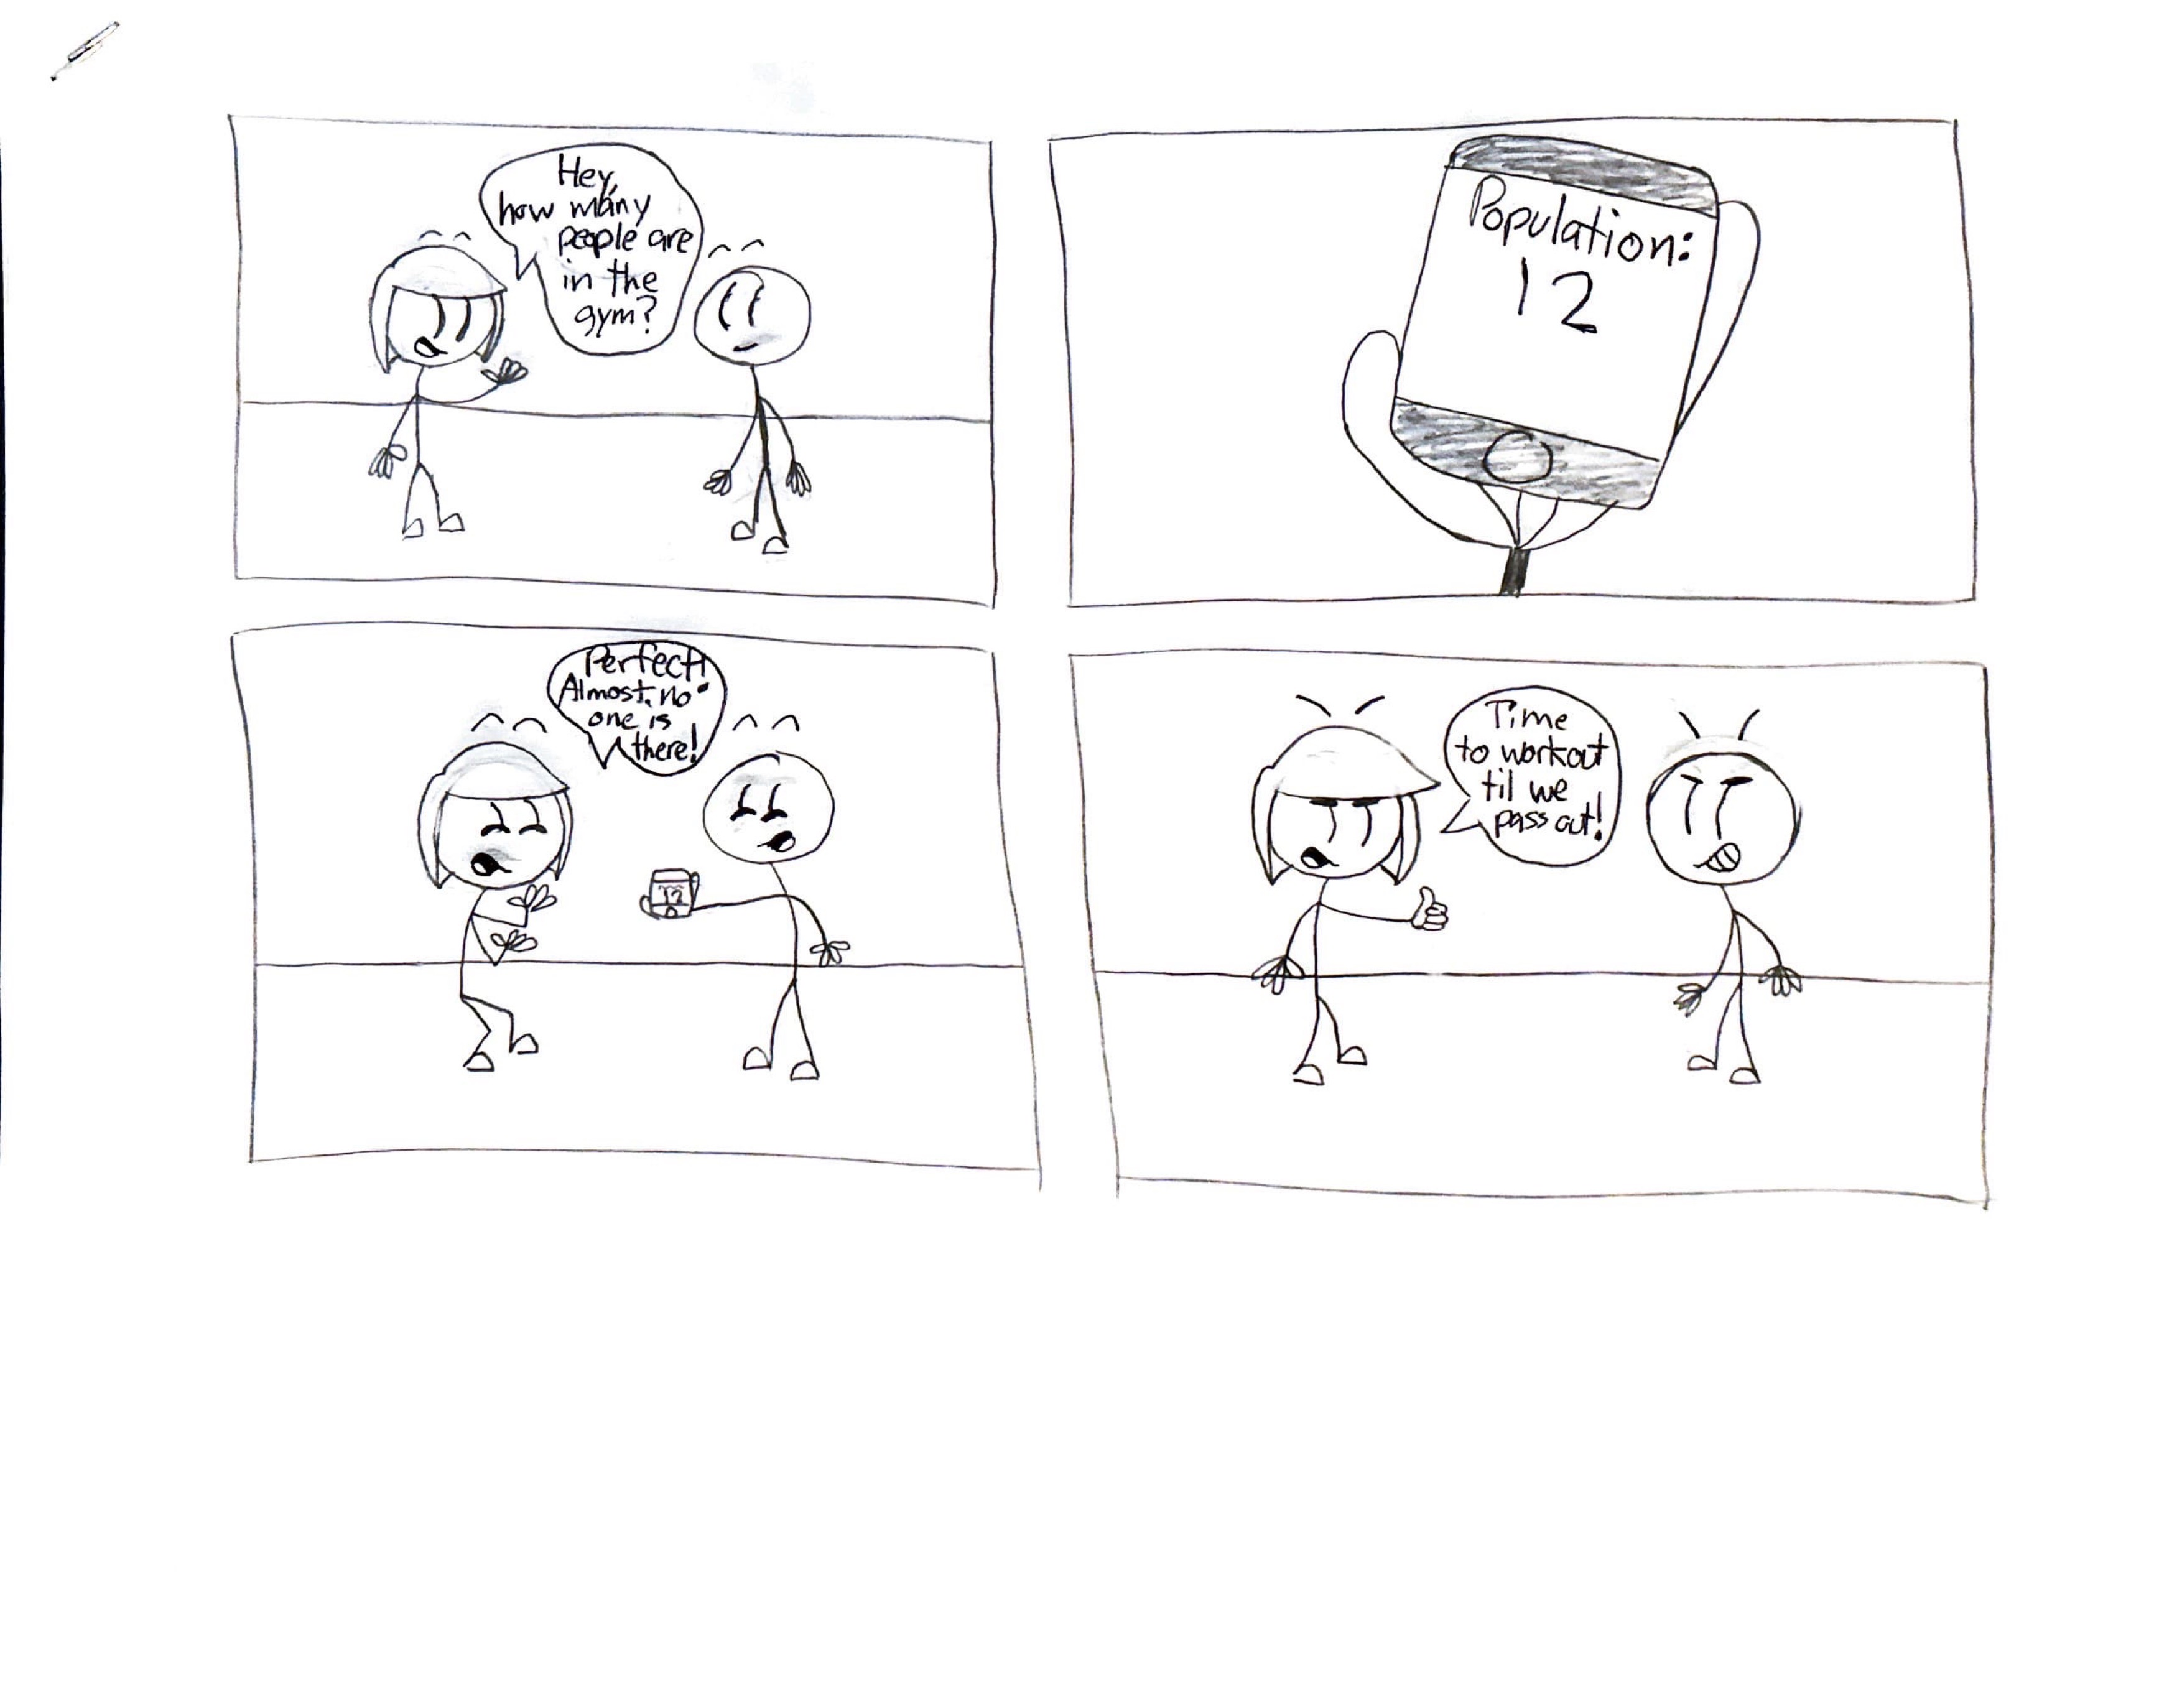 Hey,
how many
people are
in the
gym?
Population:
12
Perfect!
Almost no-
one is
there!
12
Time
to workout
til we
pass out!